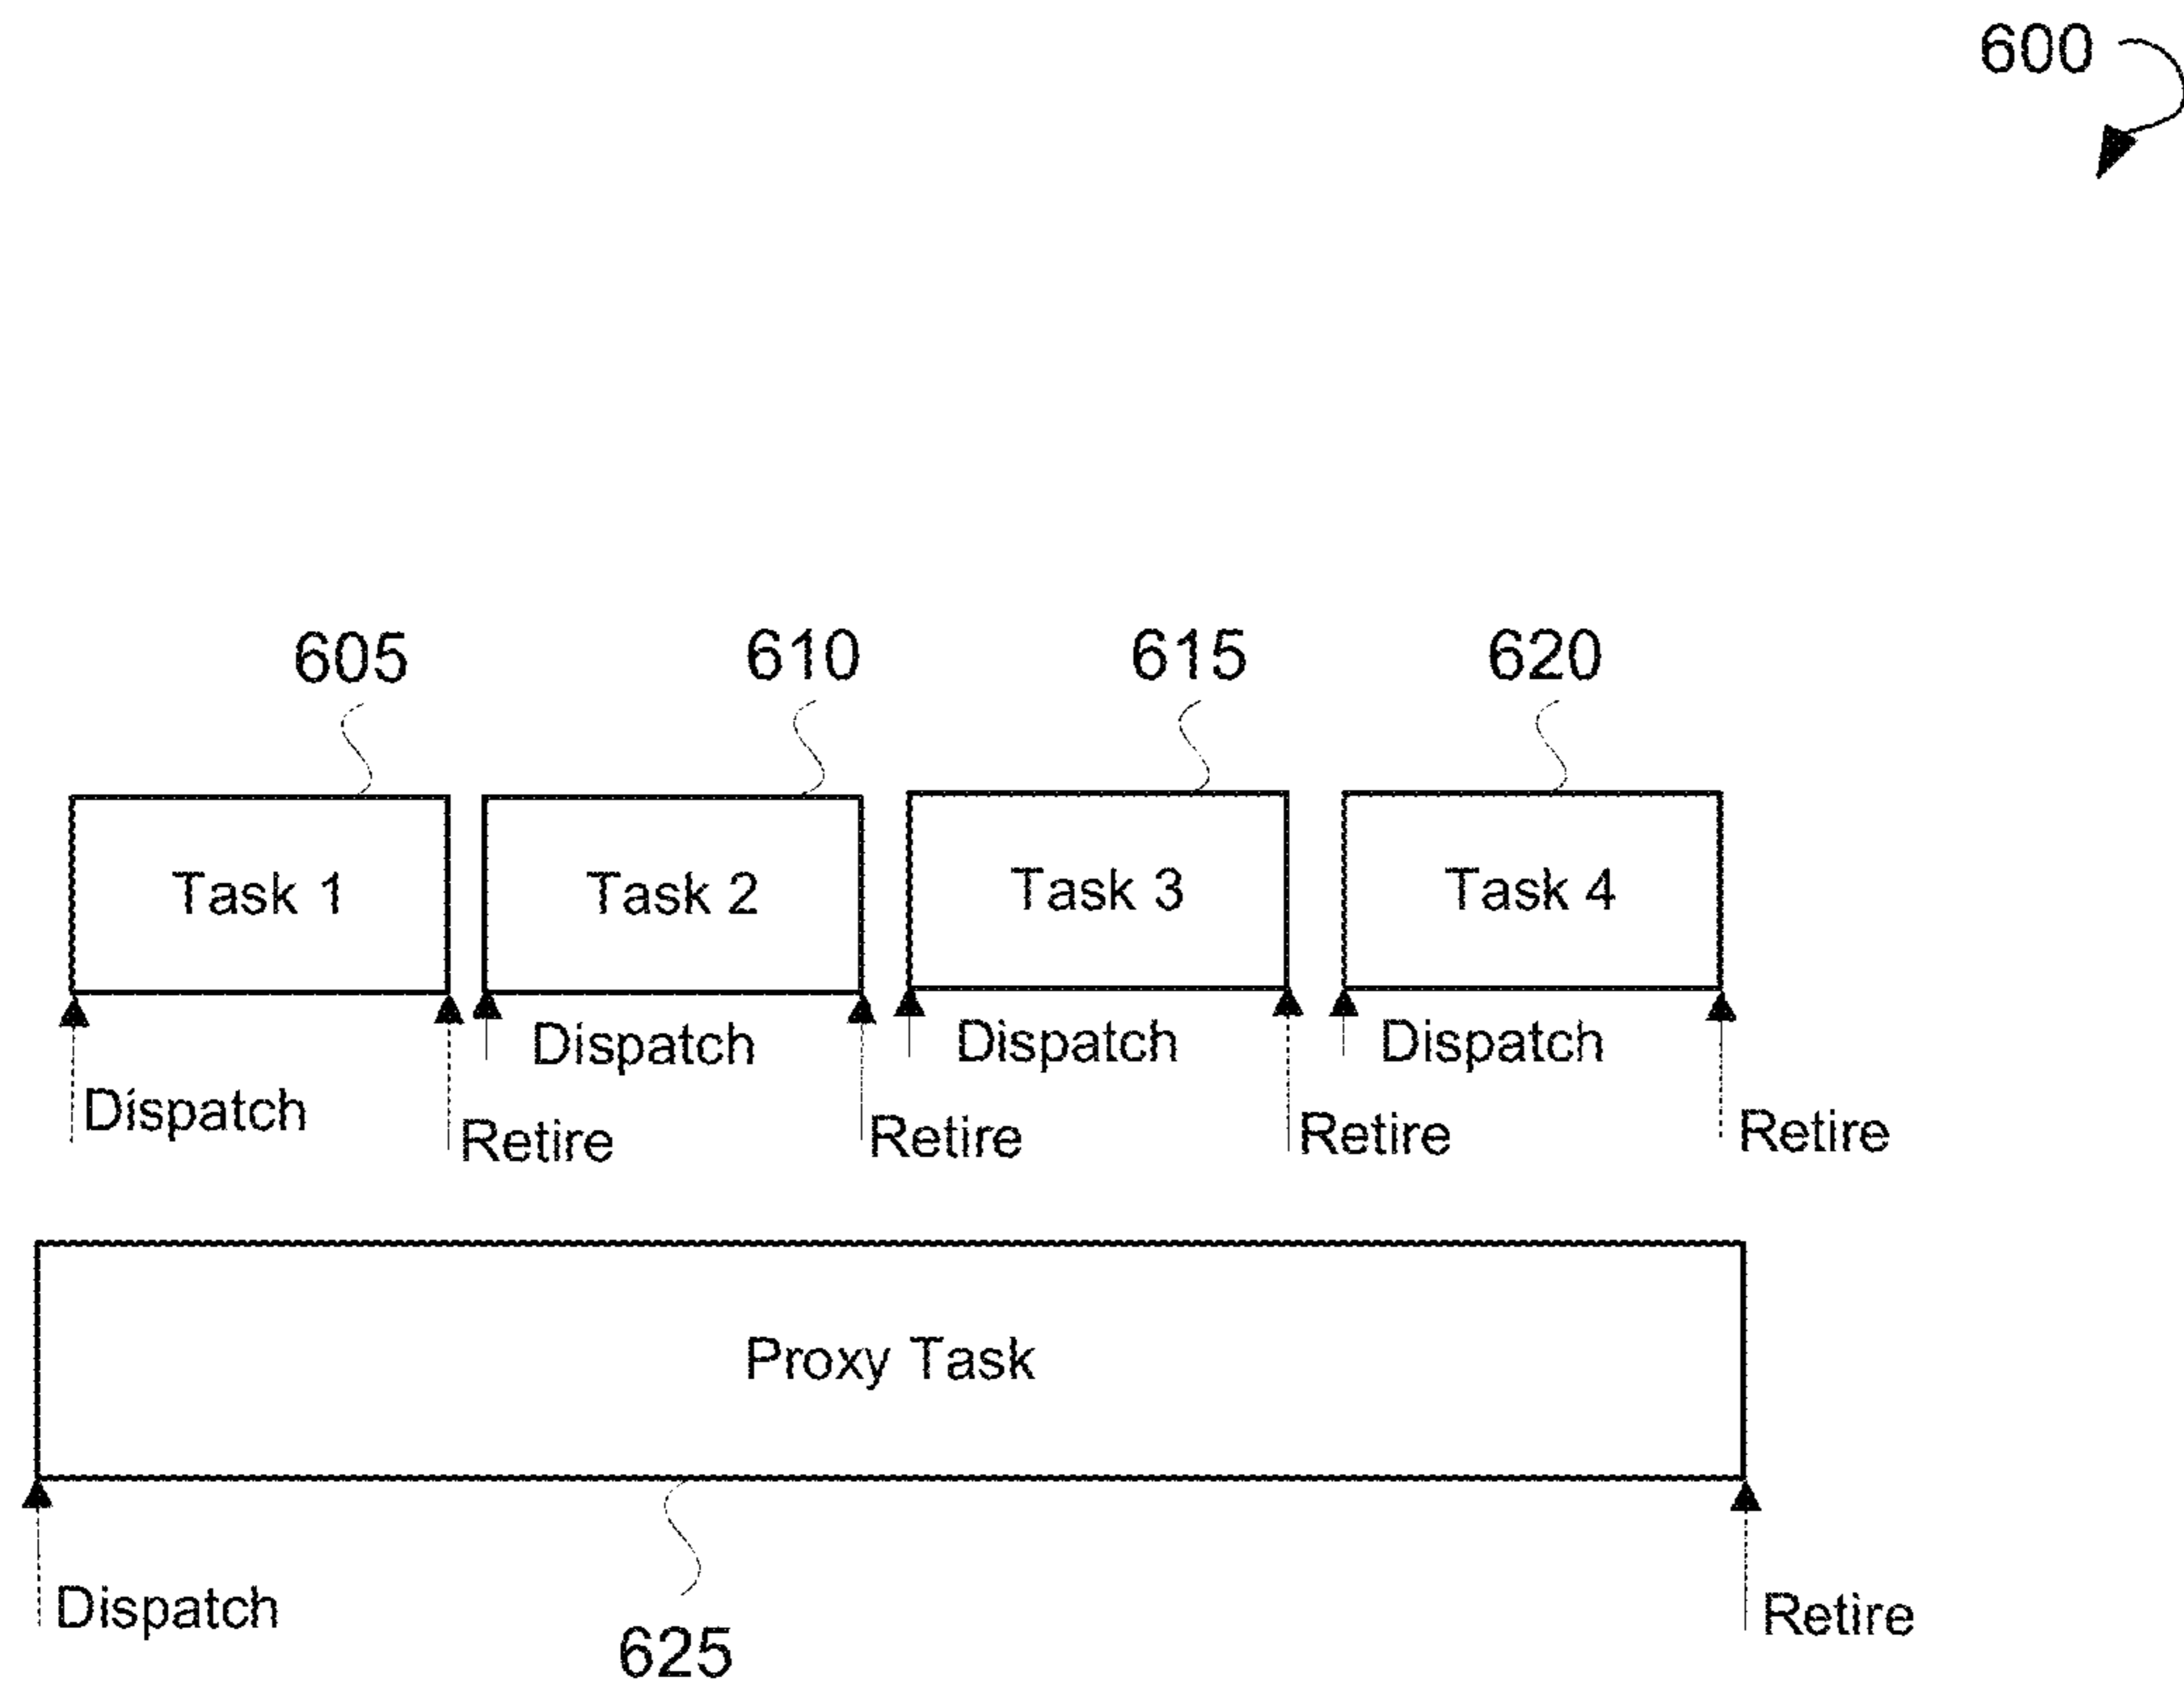 600
605 610 615 620
Task 1 Task 2 Task 3 Task 4
Dispatch Dispatch Dispatch
Dispatch Retire Retire Retire Retire
Proxy Task
Dispatch Retire
625